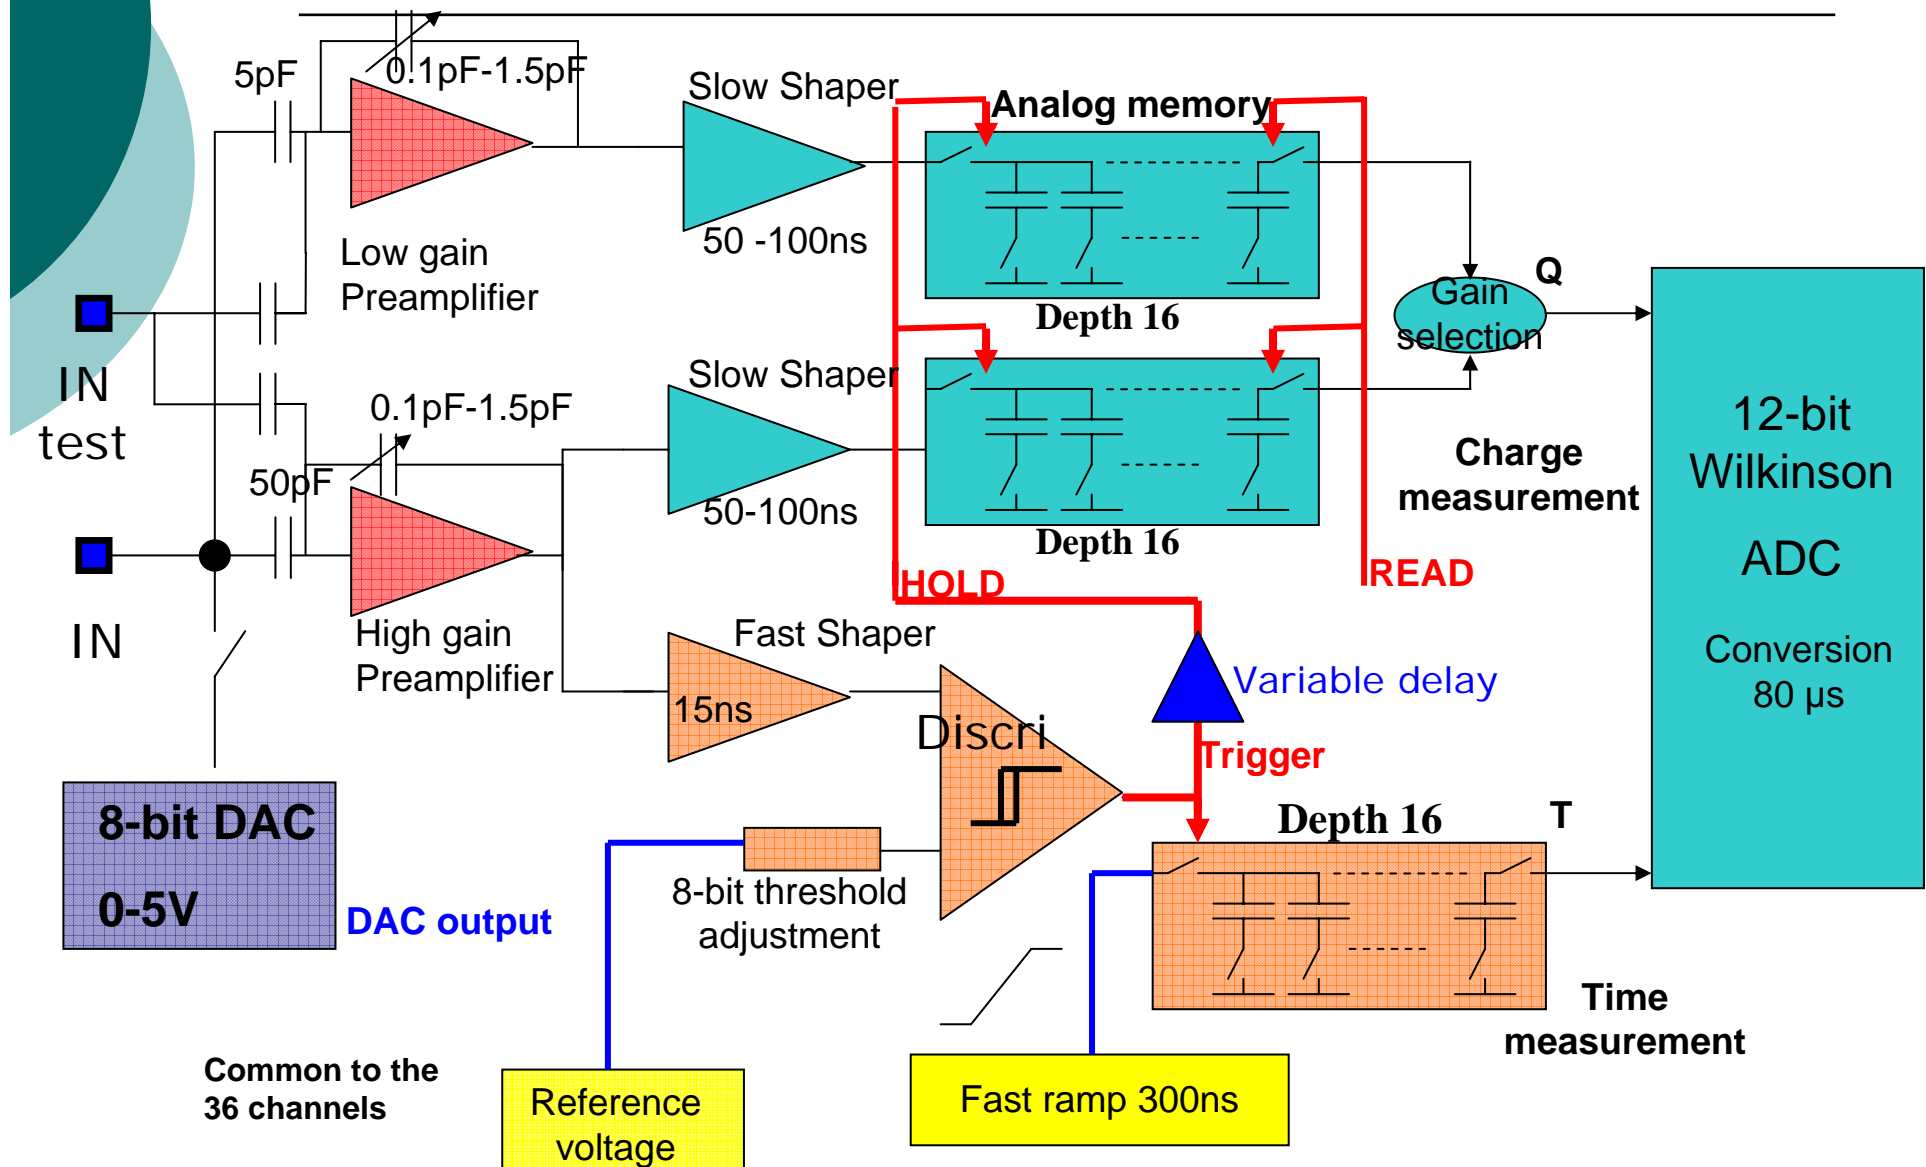 5pF
0.1pF-1.5pF
Slow Shaper
Analog memory
50 -100ns
Low gain
Preamplifier
Depth 16
Q
Gain
selection
IN
test
Slow Shaper
0.1pF-1.5pF
50pF
50-100ns
Depth 16
Charge
measurement
12-bit
Wilkinson
ADC
Conversion
80 µs
HOLD
READ
IN
High gain
Preamplifier
Fast Shaper
15ns
Discri
Variable delay
Trigger
8-bit DAC
0-5V
DAC output
8-bit threshold
adjustment
Depth 16
T
Time
measurement
Common to the
36 channels
Reference
voltage
Fast ramp 300ns